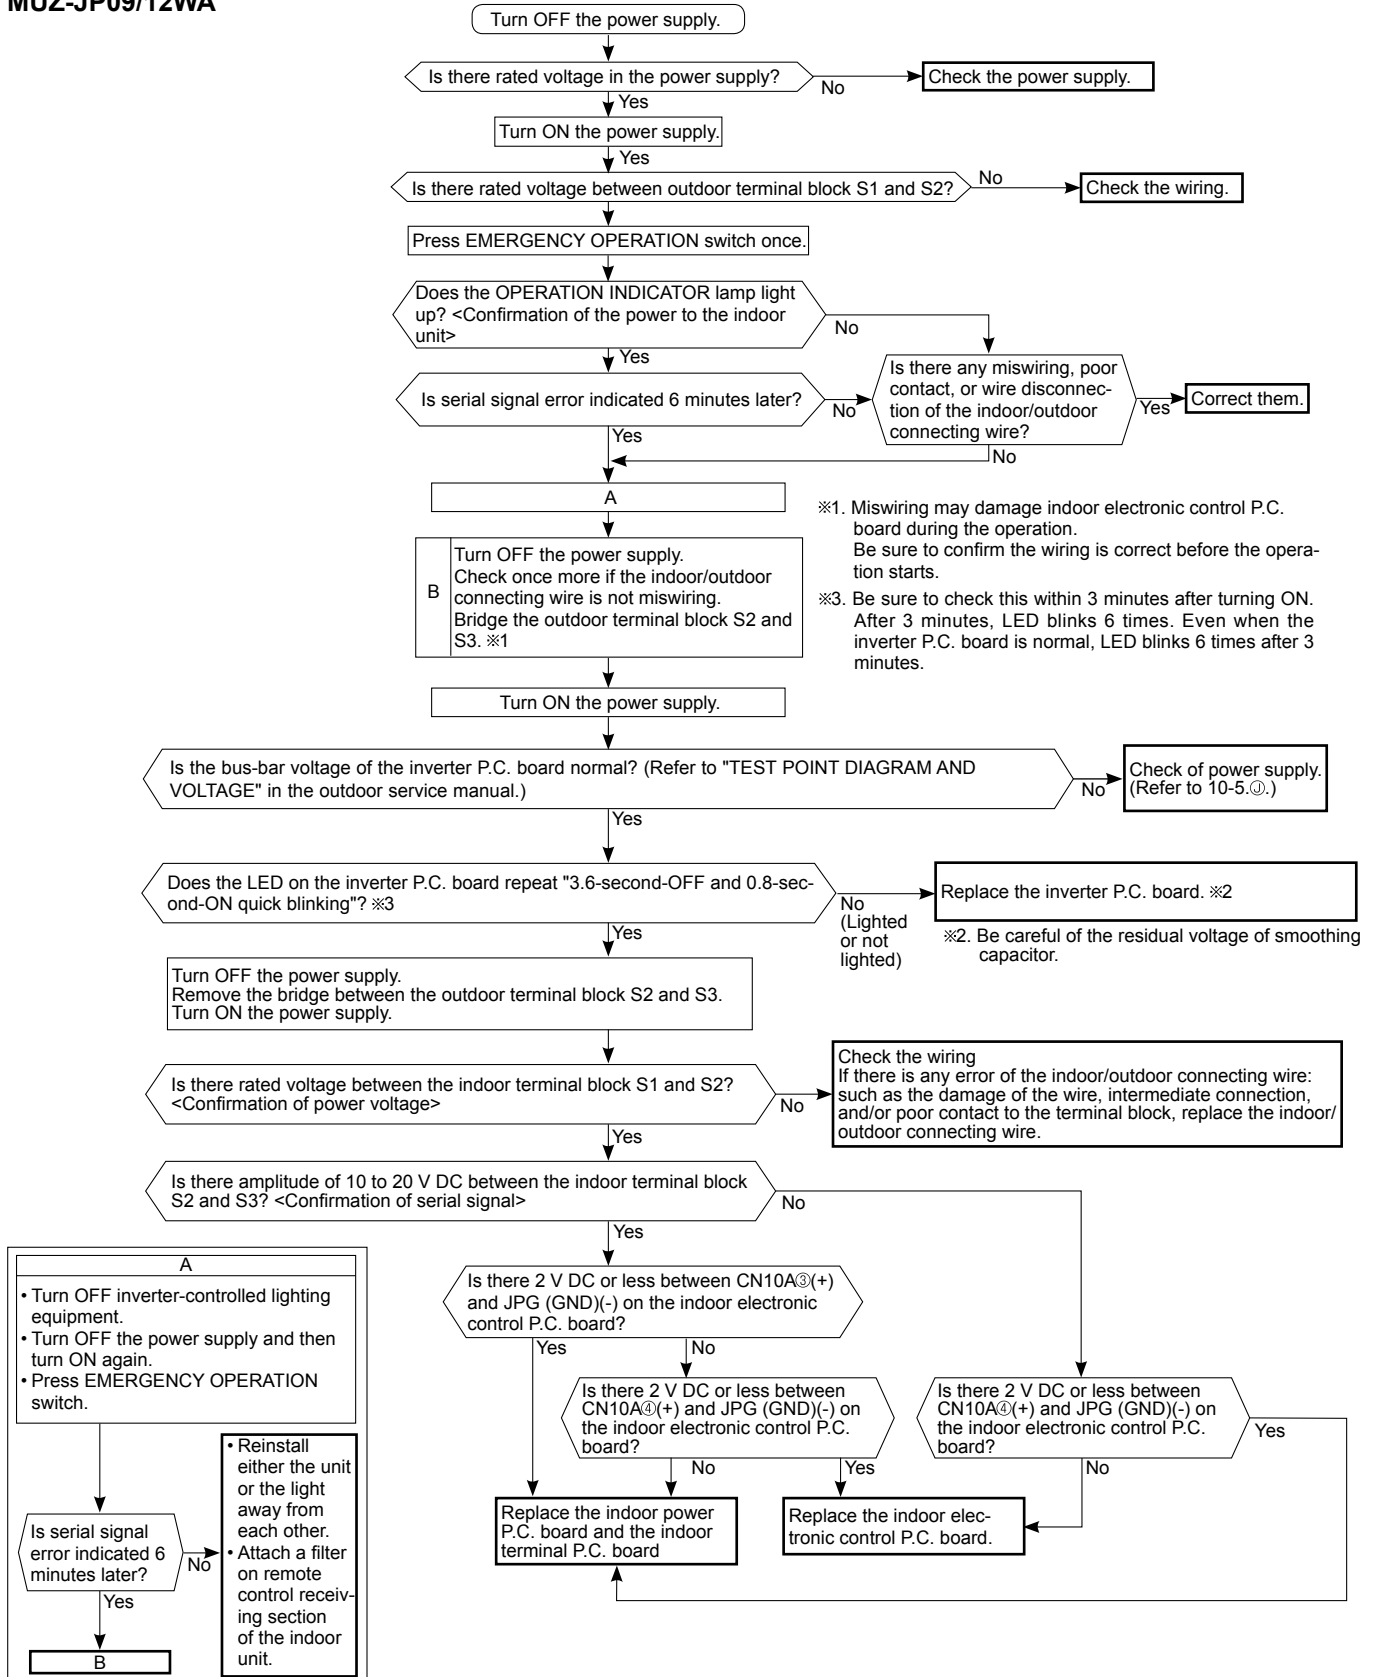 MUZ-JP09/12WA
Turn OFF the power supply.
Is there rated voltage in the power supply?
No
Check the power supply.
Yes
Turn ON the power supply.
Yes
Is there rated voltage between outdoor terminal block S1 and S2?
No
Check the wiring.
Press EMERGENCY OPERATION switch once.
Does the OPERATION INDICATOR lamp light
up? <Confirmation of the power to the indoor
unit>
No
Yes
Is serial signal error indicated 6 minutes later?
No
Is there any miswiring, poor
contact, or wire disconnec-
tion of the indoor/outdoor
connecting wire?
Yes
Correct them.
Yes
No
A
※1. Miswiring may damage indoor electronic control P.C.
board during the operation.
Be sure to confirm the wiring is correct before the opera-
tion starts.
※3. Be sure to check this within 3 minutes after turning ON.
After 3 minutes, LED blinks 6 times. Even when the
inverter P.C. board is normal, LED blinks 6 times after 3
minutes.
B
Turn OFF the power supply.
Check once more if the indoor/outdoor
connecting wire is not miswiring.
Bridge the outdoor terminal block S2 and
S3. ※1
Turn ON the power supply.
Is the bus-bar voltage of the inverter P.C. board normal? (Refer to "TEST POINT DIAGRAM AND
VOLTAGE" in the outdoor service manual.)
No
Check of power supply.
(Refer to 10-5.Ⓙ.)
Yes
Does the LED on the inverter P.C. board repeat "3.6-second-OFF and 0.8-sec-
ond-ON quick blinking"? ※3
No
(Lighted
or not
lighted)
Replace the inverter P.C. board. ※2
※2. Be careful of the residual voltage of smoothing
capacitor.
Yes
Turn OFF the power supply.
Remove the bridge between the outdoor terminal block S2 and S3.
Turn ON the power supply.
Is there rated voltage between the indoor terminal block S1 and S2?
<Confirmation of power voltage>
No
Check the wiring
If there is any error of the indoor/outdoor connecting wire:
such as the damage of the wire, intermediate connection,
and/or poor contact to the terminal block, replace the indoor/
outdoor connecting wire.
Yes
Is there amplitude of 10 to 20 V DC between the indoor terminal block
S2 and S3? <Confirmation of serial signal>
No
Yes
Is there 2 V DC or less between CN10A③(+)
and JPG (GND)(-) on the indoor electronic
control P.C. board?
Yes
No
Is there 2 V DC or less between
CN10A④(+) and JPG (GND)(-) on
the indoor electronic control P.C.
board?
No
Yes
Is there 2 V DC or less between
CN10A④(+) and JPG (GND)(-) on
the indoor electronic control P.C.
board?
Yes
No
Replace the indoor power
P.C. board and the indoor
terminal P.C. board
Replace the indoor elec-
tronic control P.C. board.
A
• Turn OFF inverter-controlled lighting
equipment.
• Turn OFF the power supply and then
turn ON again.
• Press EMERGENCY OPERATION
switch.
Is serial signal
error indicated 6
minutes later?
No
• Reinstall
either the unit
or the light
away from
each other.
• Attach a filter
on remote
control receiv-
ing section
of the indoor
unit.
Yes
B